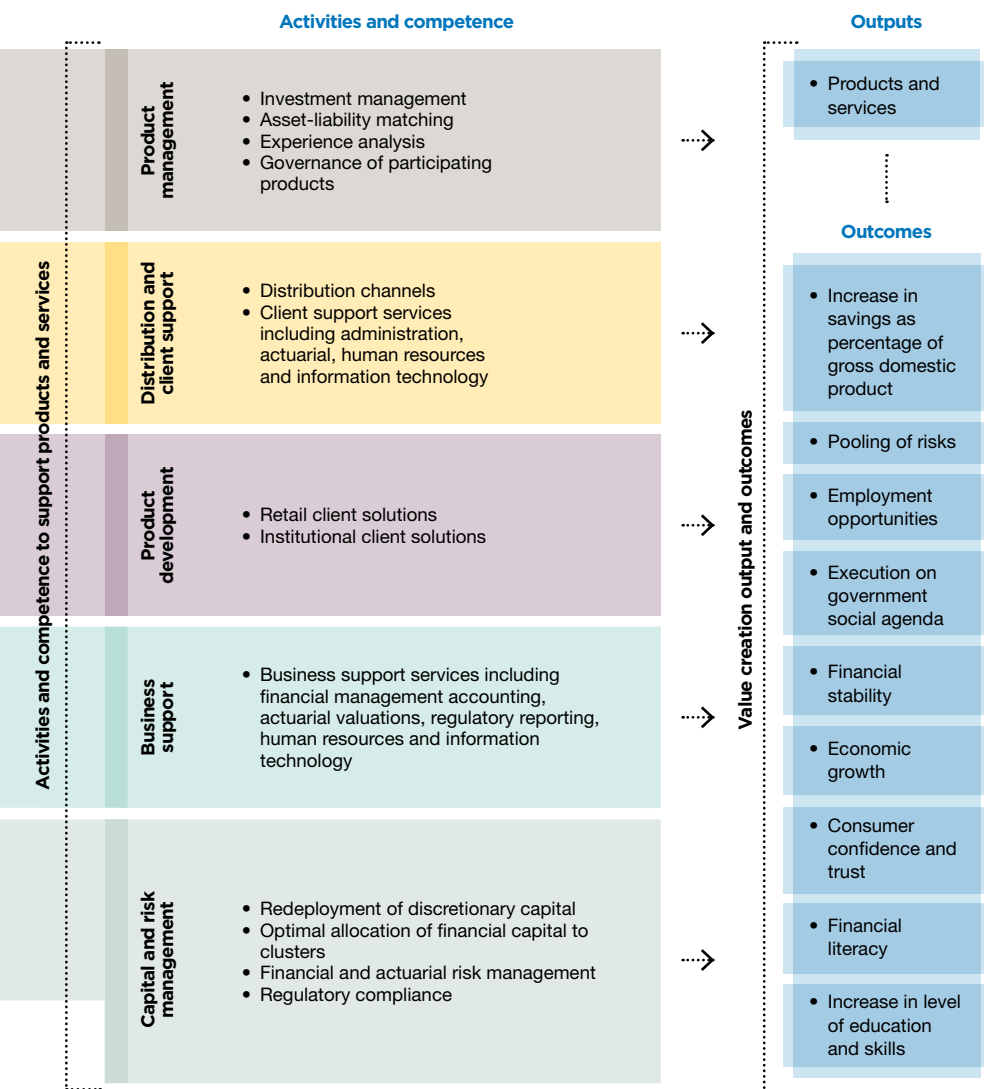 Activities and competence
Outputs
Activities and competence to support products and services
Product
management
• Investment management
• Asset-liability matching
• Experience analysis
• Governance of participating
products
Distribution and
client support
• Distribution channels
• Client support services
including administration,
actuarial, human resources
and information technology
Product
development
• Retail client solutions
• Institutional client solutions
Business
support
• Business support services including
financial management accounting,
actuarial valuations, regulatory reporting,
human resources and information
technology
Capital and risk
management
• Redeployment of discretionary capital
• Optimal allocation of financial capital to
clusters
• Financial and actuarial risk management
• Regulatory compliance
Value creation output and outcomes
• Products and
services
Outcomes
• Increase in
savings as
percentage of
gross domestic
product
• Pooling of risks
• Employment
opportunities
• Execution on
government
social agenda
• Financial
stability
• Economic
growth
• Consumer
confidence and
trust
• Financial
literacy
• Increase in level
of education
and skills